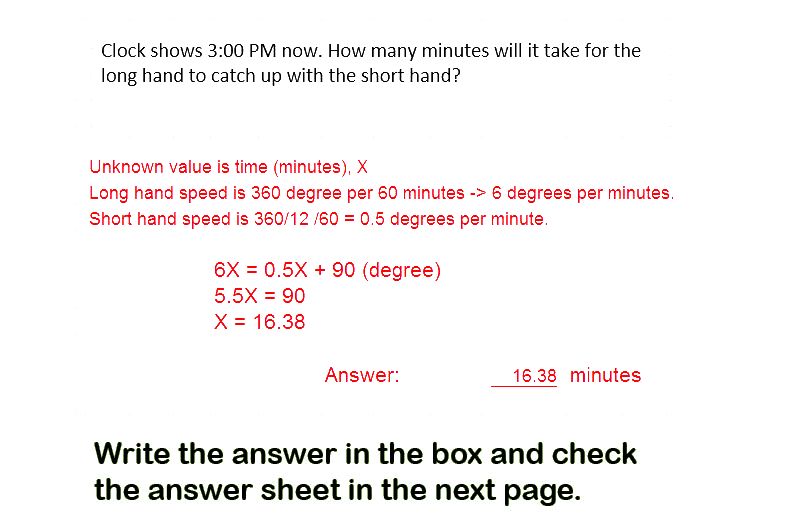 Clock shows 3:00 PM now. How many minutes will it take for the
long hand to catch up with the short hand?
Unknown value is time (minutes), X
Long hand speed is 360 degree per 60 minutes -> 6 degrees per minutes.
Short hand speed is 360/12 /60 = 0.5 degrees per minute.
6X = 0.5X + 90 (degree)
5.5X = 90
X = 16.38
Answer: 16.38 minutes
Write the answer in the box and check
the answer sheet in the next page.